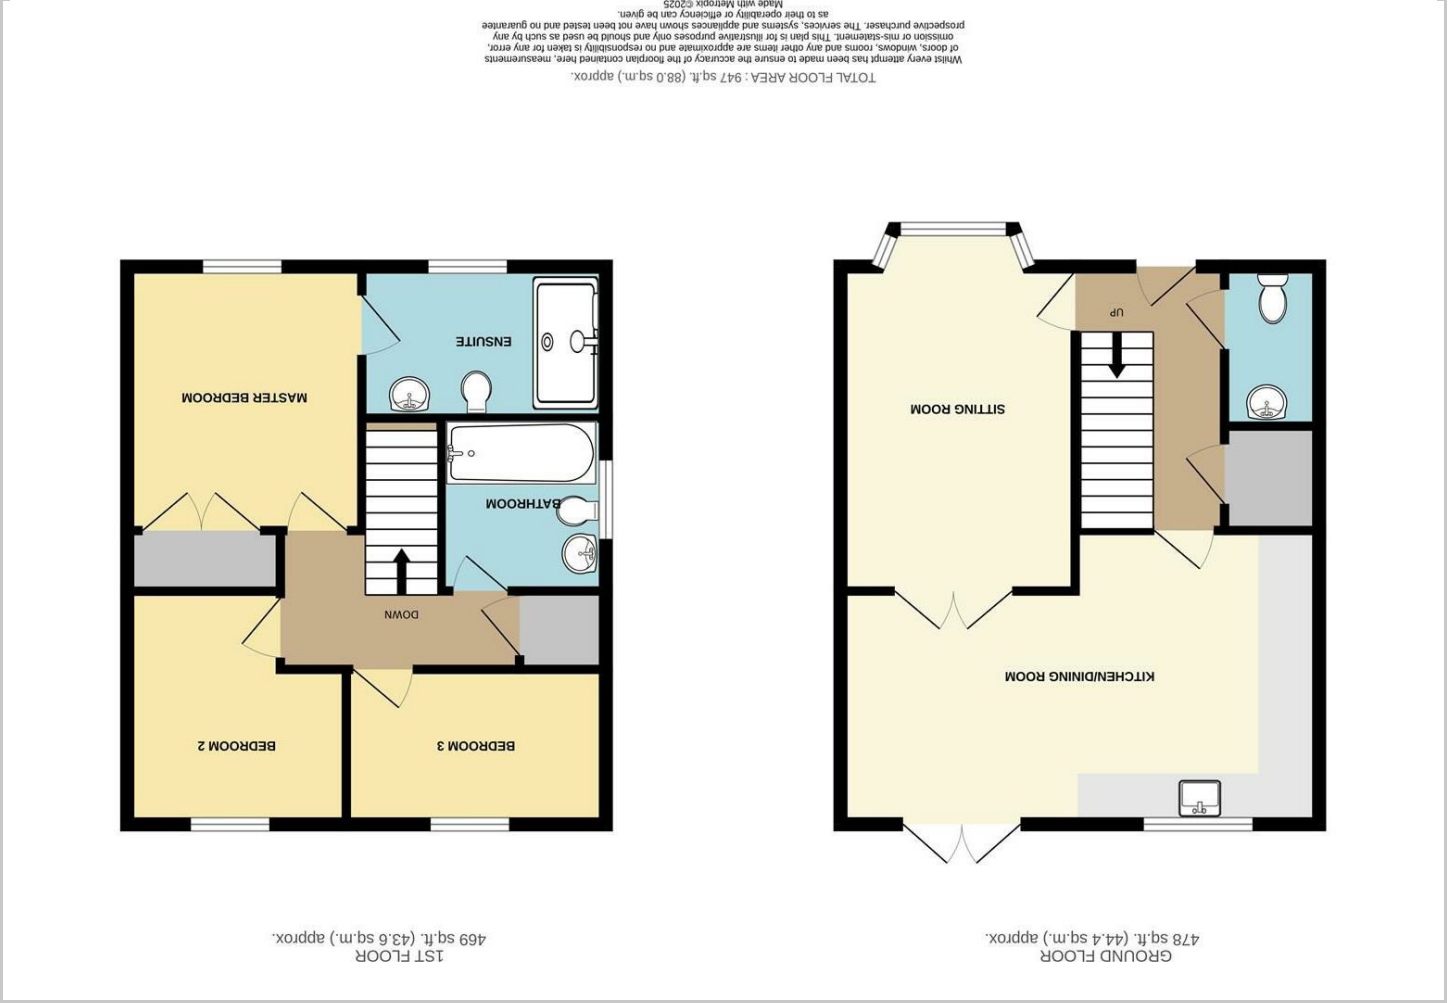 GROUND FLOOR
478 sq.ft. (44.4 sq.m.) approx.
KITCHEN/DINING ROOM
SITTING ROOM
UP
1ST FLOOR
469 sq.ft. (43.6 sq.m.) approx.
BEDROOM 3
BEDROOM 2
DOWN
BATHROOM
MASTER BEDROOM
ENSUITE
TOTAL FLOOR AREA : 947 sq.ft. (88.0 sq.m.) approx.
Whilst every attempt has been made to ensure the accuracy of the floorplan contained here, measurements
of doors, windows, rooms and any other items are approximate and no responsibility is taken for any error,
omission or mis-statement. This plan is for illustrative purposes only and should be used as such by any
prospective purchaser. The services, systems and appliances shown have not been tested and no guarantee
as to their operability or efficiency can be given.
Made with Metropix ©2025